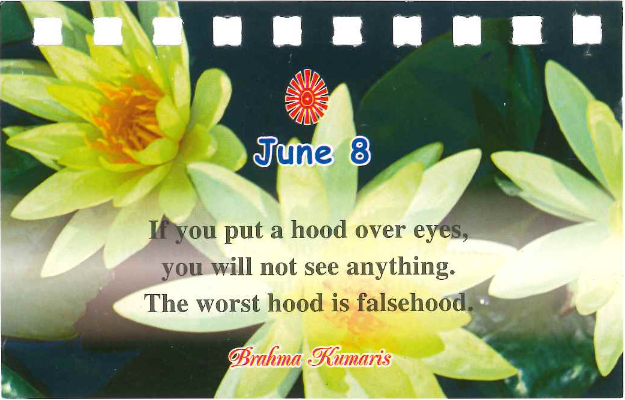 June 8
If you put a hood over eyes,
you will not see anything.
The worst hood is falsehood.
Brahma Kumaris